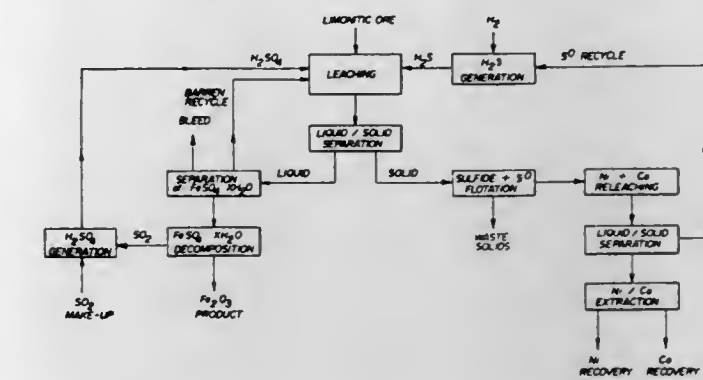 LIMONITIC ORE
H2
H2SO4
H2S
S0 RECYCLE
LEACHING
H2S
GENERATION
BARREN
RECYCLE
BLEED
LIQUID / SOLID
SEPARATION
LIQUID
SOLID
SEPARATION
of FeSO4 XH2O
SULFIDE + S0
FLOTATION
Ni + Co
RELEACHING
H2SO4
GENERATION
SO2
FeSO4 XH2O
DECOMPOSITION
WASTE
SOLIDS
LIQUID / SOLID
SEPARATION
SO2
MAKE-UP
Fe2O3
PRODUCT
Ni / Co
EXTRACTION
Ni
RECOVERY
Co
RECOVERY